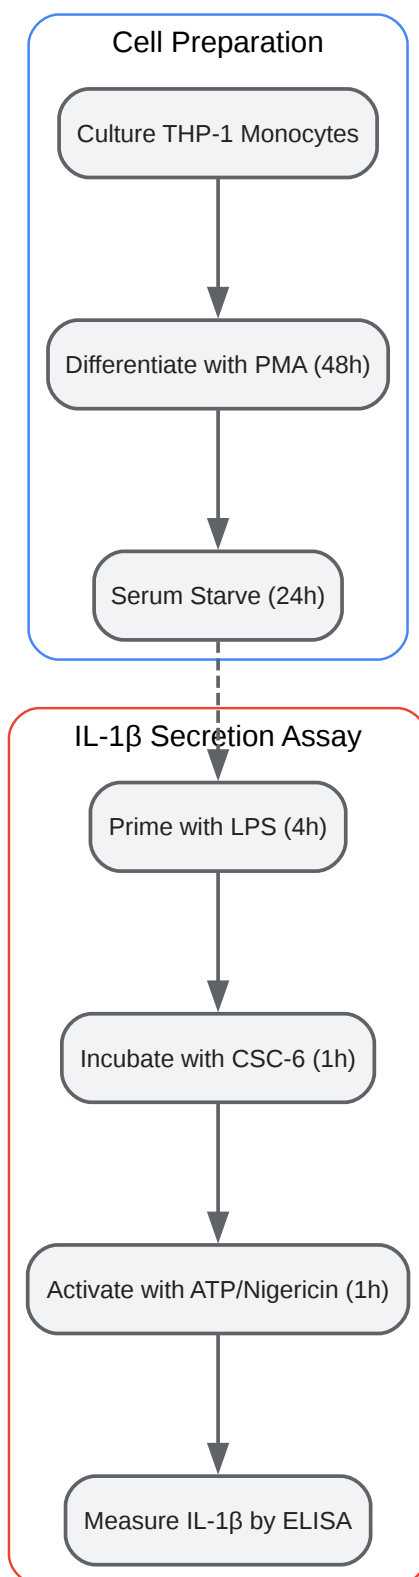 Cell Preparation
Culture THP-1 Monocytes
Differentiate with PMA (48h)
Serum Starve (24h)
IL-1β Secretion Assay
Prime with LPS (4h)
Incubate with CSC-6 (1h)
Activate with ATP/Nigericin (1h)
Measure IL-1β by ELISA